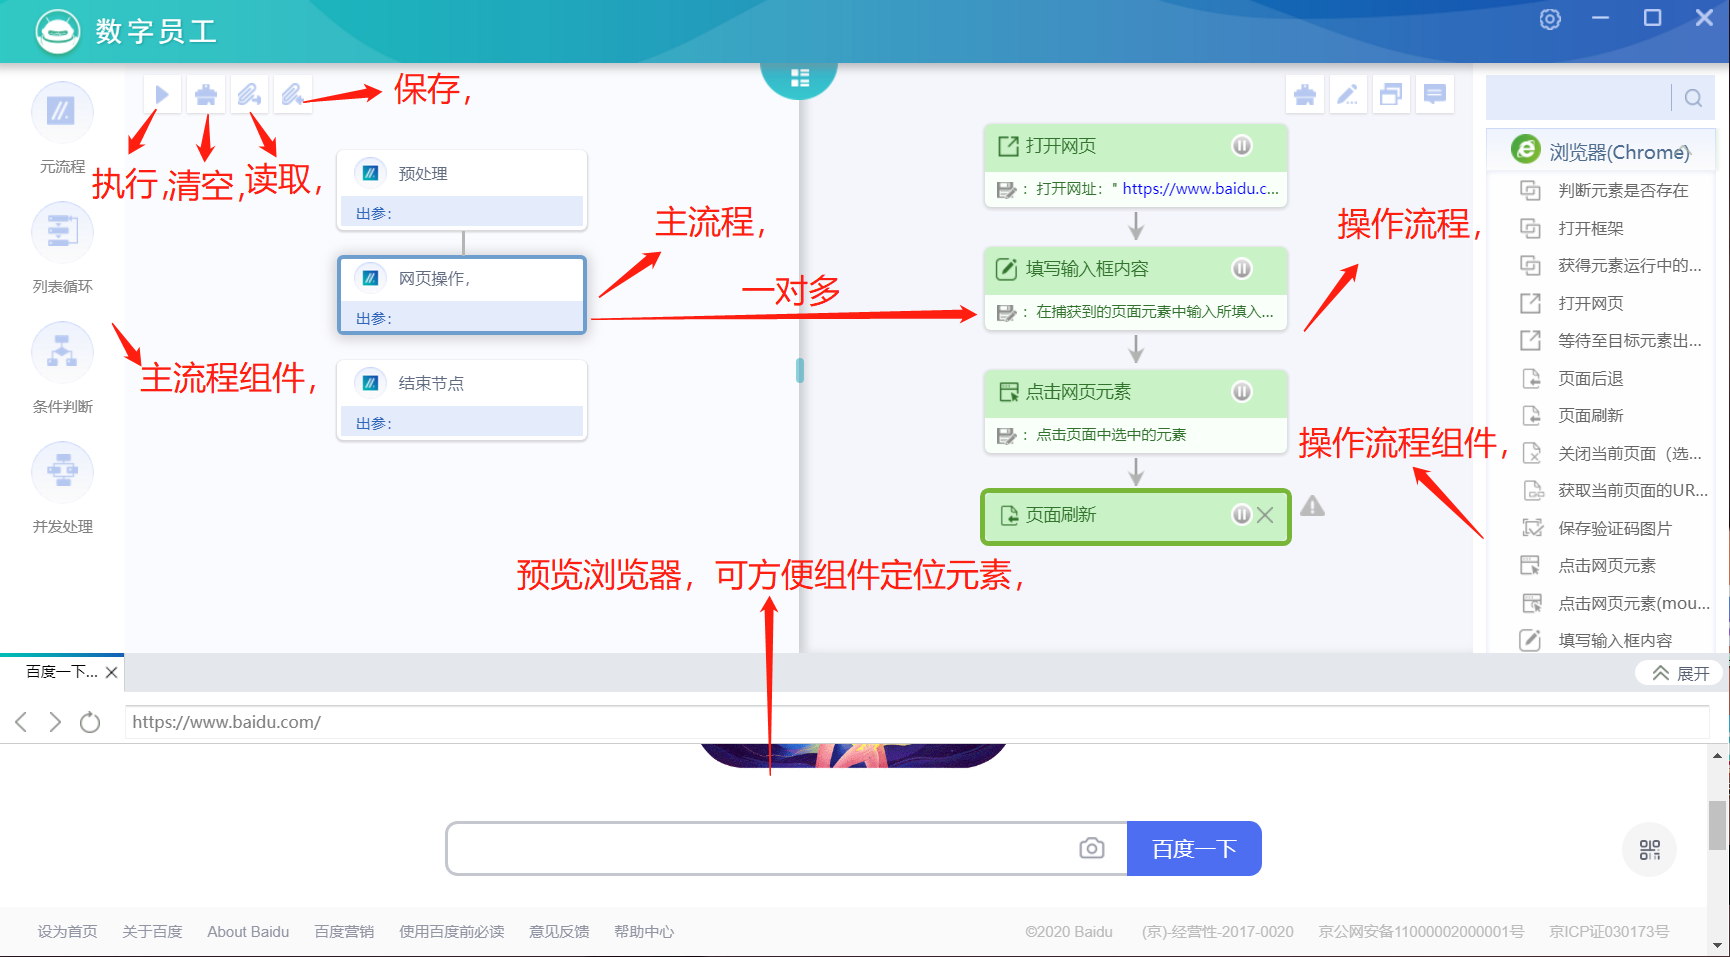 数字员工
保存,
执行,
清空,
读取,
元流程
列表循环
条件判断
并发处理
主流程组件,
预处理
出参:
网页操作,
出参:
结束节点
出参:
主流程,
一对多
打开网页
: 打开网址: " https://www.baidu.c...
填写输入框内容
: 在捕获到的页面元素中输入所填入...
点击网页元素
: 点击页面中选中的元素
页面刷新
操作流程,
操作流程组件,
预览浏览器，可方便组件定位元素,
浏览器(Chrome)
判断元素是否存在
打开框架
获得元素运行中的...
打开网页
等待至目标元素出...
页面后退
页面刷新
关闭当前页面（选...
获取当前页面的UR...
保存验证码图片
点击网页元素
点击网页元素(mou...
填写输入框内容
百度一下...
展开
https://www.baidu.com/
百度一下
设为首页 关于百度 About Baidu 百度营销 使用百度前必读 意见反馈 帮助中心 ©2020 Baidu (京)-经营性-2017-0020 京公网安备11000002000001号 京ICP证030173号